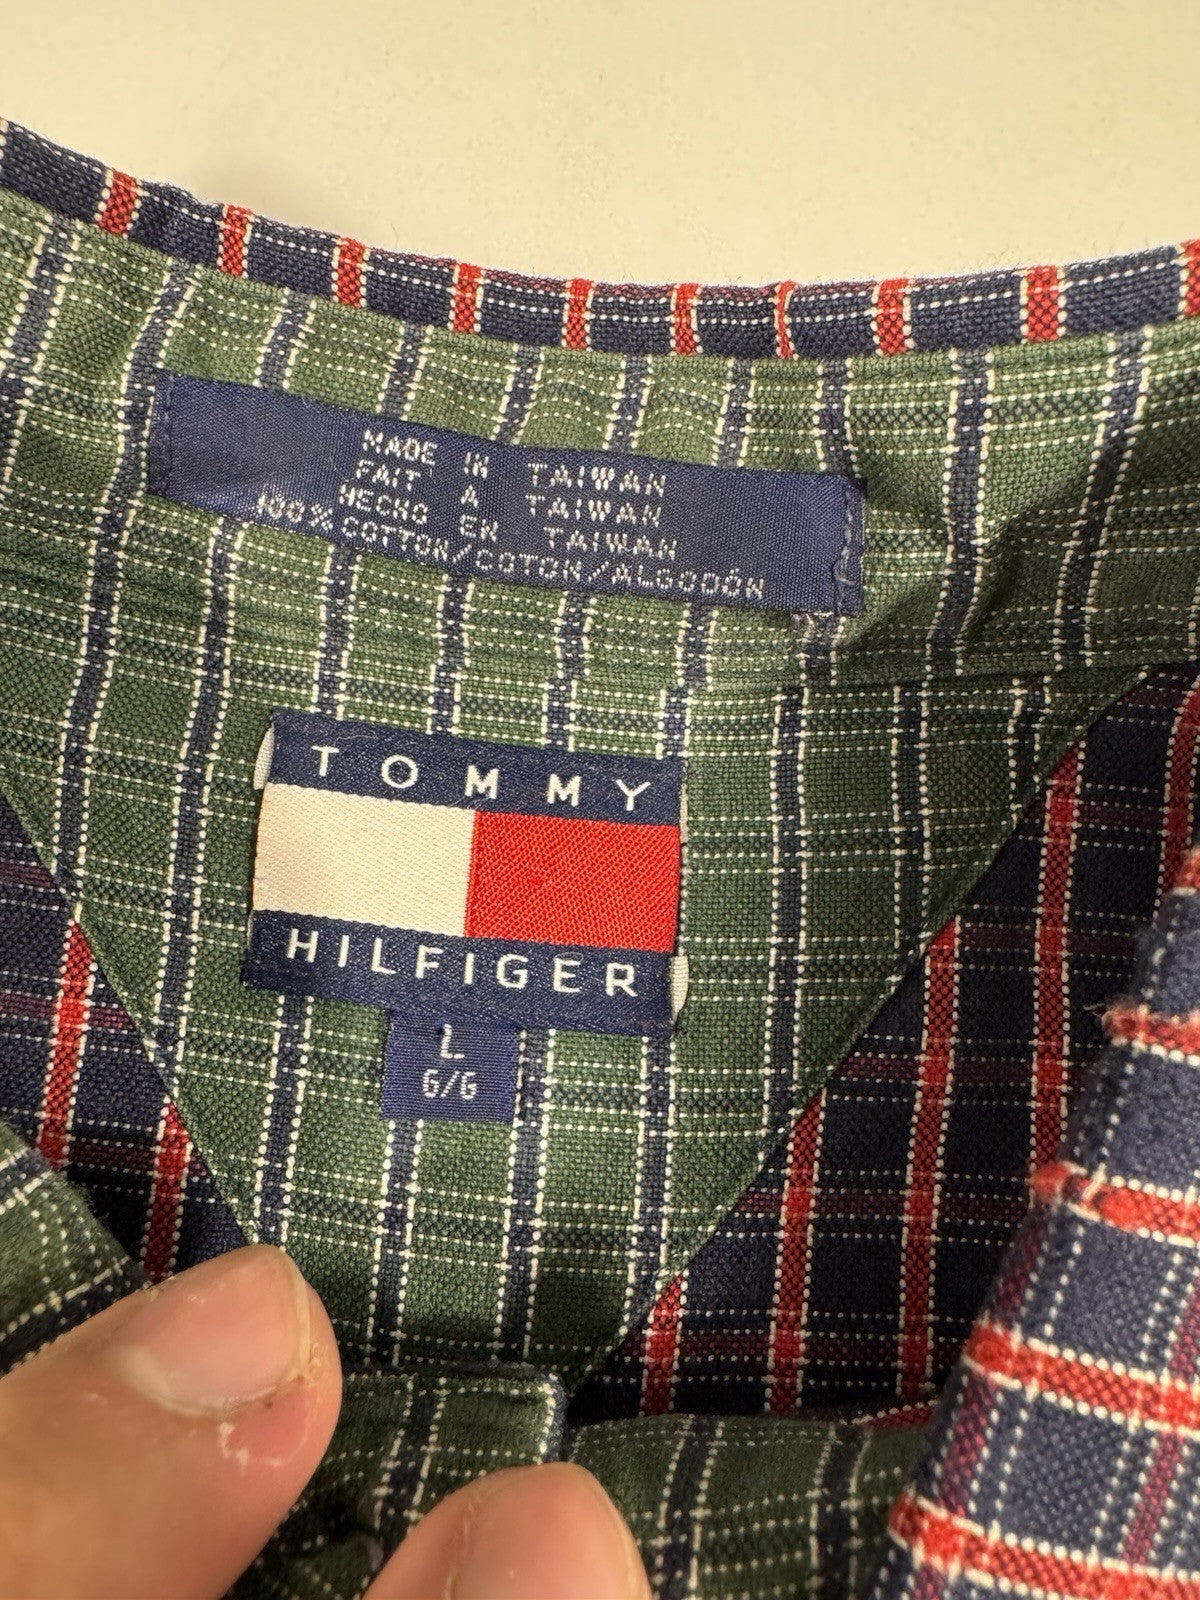 MADE IN TAIWAN
FAIT A TAIWAN
HECHO EN TAIWAN
100% COTTON/COTON/ALGODÓN
TOMMY
HILFIGER
L
G/G